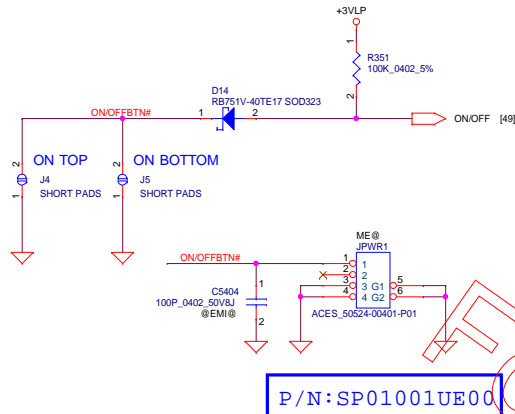 +3VLP
1
R351
100K_0402_5%
2
D14
RB751V-40TE17 SOD323
ON/OFFBTN#
1
2
ON/OFF [49]
ON TOP
ON BOTTOM
2
J4
1
SHORT PADS
2
J5
1
SHORT PADS
ME@
JPWR1
ON/OFFBTN#
1 1
2 2
3 3 G1 5
4 4 G2 6
1
C5404
100P_0402_50V8J
@EMI@
2
ACES_50524-00401-P01
P/N:SP01001UE00